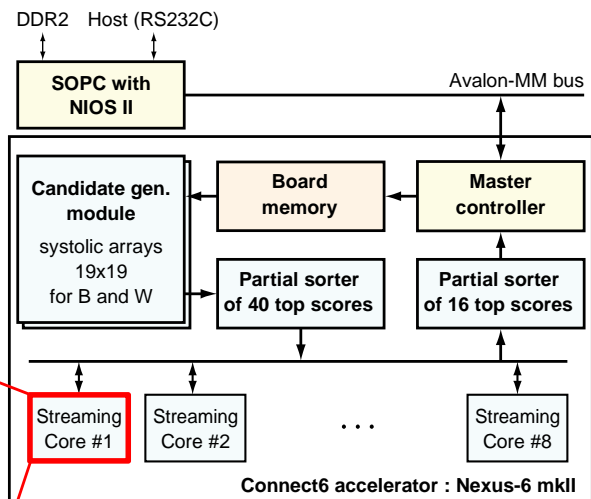 DDR2 Host (RS232C)
SOPC with
NIOS II
Avalon-MM bus
Candidate gen.
module
systolic arrays
19x19
for B and W
Board
memory
Master
controller
Partial sorter
of 40 top scores
Partial sorter
of 16 top scores
Streaming
Core #1
Streaming
Core #2
. . .
Streaming
Core #8
Connect6 accelerator : Nexus-6 mkII